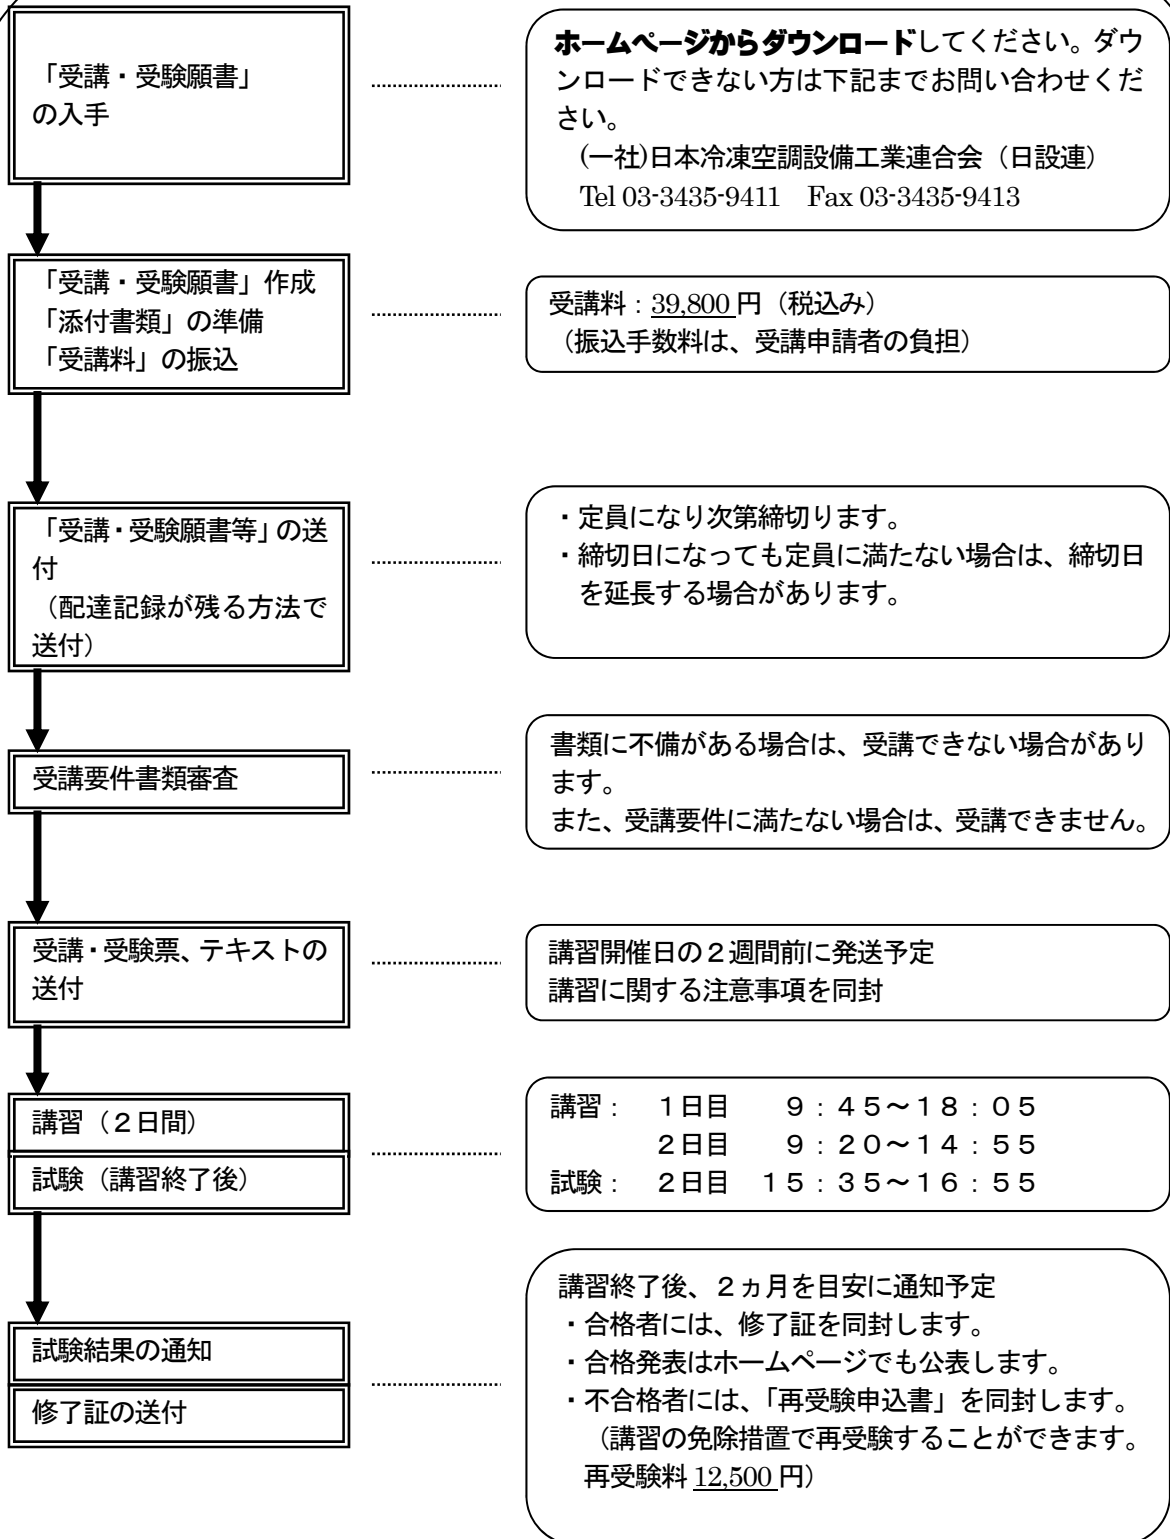 「受講・受験願書」
の入手
ホームページからダウンロードしてください。ダウ
ンロードできない方は下記までお問い合わせくだ
さい。
(一社)日本冷凍空調設備工業連合会（日設連）
Tel 03-3435-9411　Fax 03-3435-9413
「受講・受験願書」作成
「添付書類」の準備
「受講料」の振込
受講料：39,800 円（税込み）
（振込手数料は、受講申請者の負担）
「受講・受験願書等」の送
付
（配達記録が残る方法で
送付）
・定員になり次第締切ります。
・締切日になっても定員に満たない場合は、締切日
を延長する場合があります。
受講要件書類審査
書類に不備がある場合は、受講できない場合があり
ます。
また、受講要件に満たない場合は、受講できません。
受講・受験票、テキストの
送付
講習開催日の２週間前に発送予定
講習に関する注意事項を同封
講習（２日間）
試験（講習終了後）
講習：　１日目　　９：４５～１８：０５
２日目　　９：２０～１４：５５
試験：　２日目　１５：３５～１６：５５
試験結果の通知
修了証の送付
講習終了後、２ヵ月を目安に通知予定
・合格者には、修了証を同封します。
・合格発表はホームページでも公表します。
・不合格者には、「再受験申込書」を同封します。
（講習の免除措置で再受験することができます。
再受験料 12,500 円）